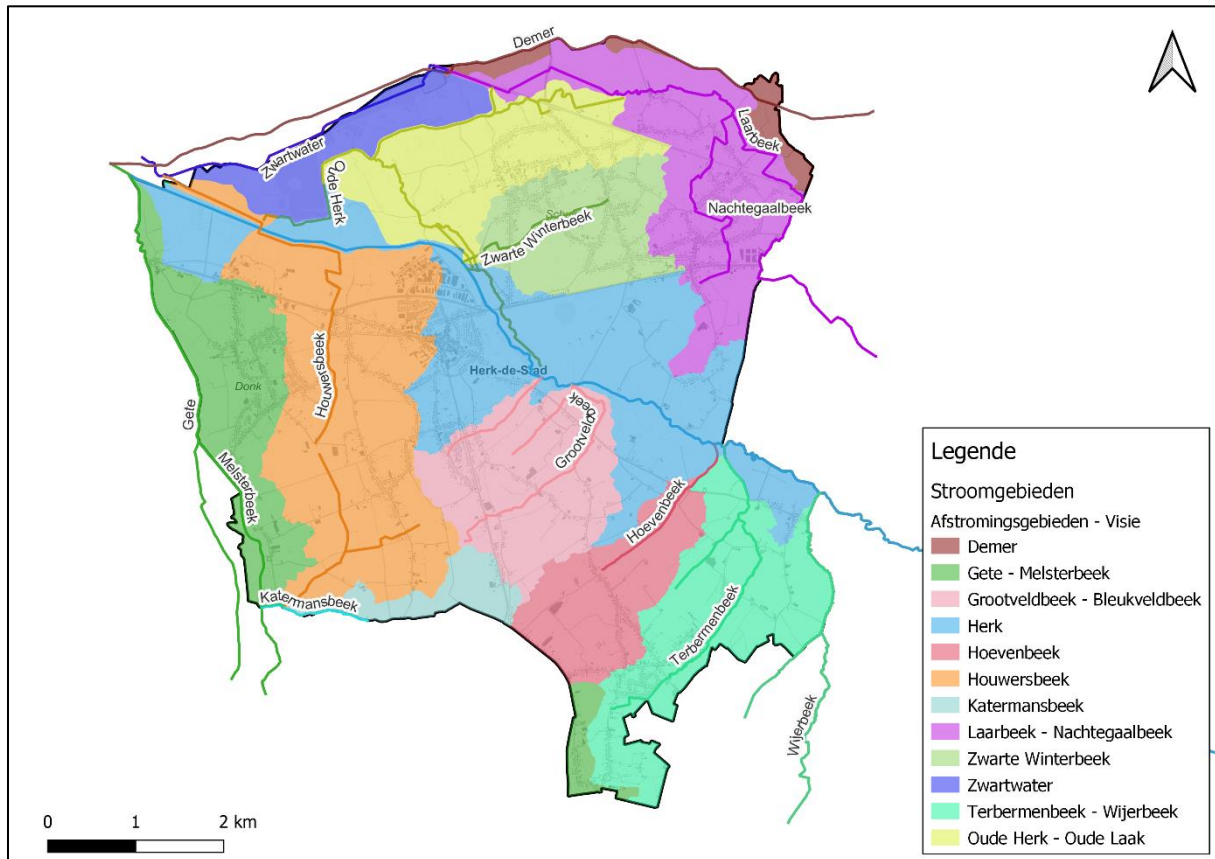 Demer
Laarbeek
Zwartwater
Oude Herk
Nachtegaalbeek
Zwarte Winterbeek
Houwersbeek
Herk-de-Stad
Donk
Gete
Grootveldbeek
Melsterbeek
Hoevenbeek
Katermansbeek
Terbermenbeek
Wijerbeek
0 1 2 km
Legende
Stroomgebieden
Afstromingsgebieden - Visie
Demer
Gete - Melsterbeek
Grootveldbeek - Bleukveldbeek
Herk
Hoevenbeek
Houwersbeek
Katermansbeek
Laarbeek - Nachtegaalbeek
Zwarte Winterbeek
Zwartwater
Terbermenbeek - Wijerbeek
Oude Herk - Oude Laak